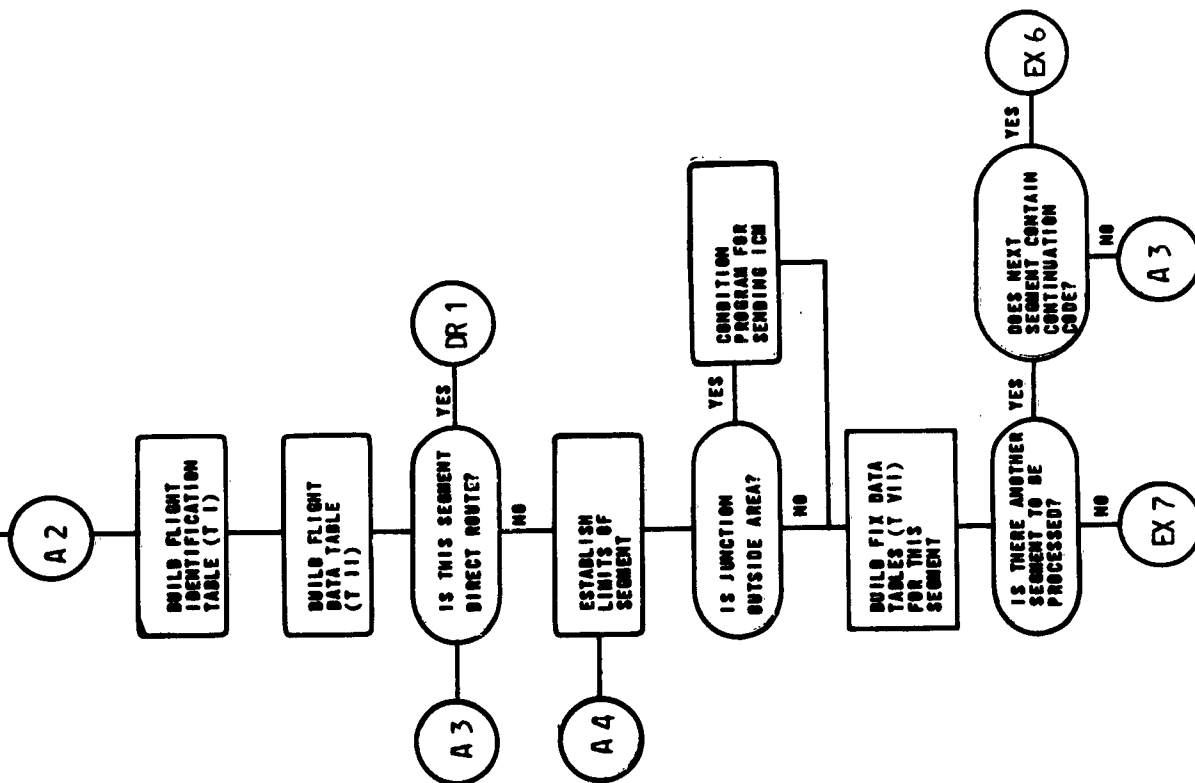 A 2
BUILD FLIGHT
IDENTIFICATION
TABLE (T I)
BUILD FLIGHT
DATA TABLE
(T II)
A 3
IS THIS SEGMENT
DIRECT ROUTE?
YES
DR 1
NO
A 4
ESTABLISH
LIMITS OF
SEGMENT
IS JUNCTION
OUTSIDE AREA?
YES
CONDITION
PROGRAM FOR
SENDING ICM
NO
BUILD FIX DATA
TABLES (T VII)
FOR THIS
SEGMENT
IS THERE ANOTHER
SEGMENT TO BE
PROCESSED?
YES
DOES NEXT
SEGMENT CONTAIN
CONTINUATION
CODE?
YES
EX 6
NO
EX 7
NO
A 3